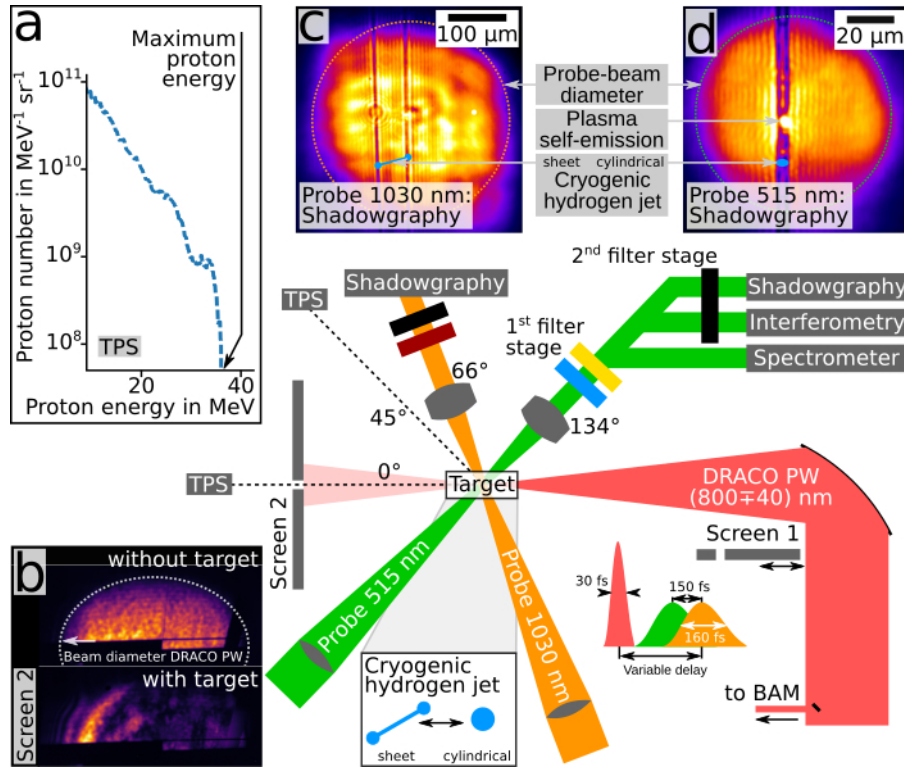 a
Maximum
proton
energy
Proton number in MeV⁻¹ sr⁻¹
10¹¹
10¹⁰
10⁹
10⁸
TPS
20
40
Proton energy in MeV
c
100 µm
Probe 1030 nm:
Shadowgraphy
Probe-beam
diameter
Plasma
self-emission
sheet cylindrical
Cryogenic
hydrogen jet
d
20 µm
Probe 515 nm:
Shadowgraphy
2nd filter stage
Shadowgraphy
Interferometry
Spectrometer
1st filter
stage
Shadowgraphy
TPS
66°
45°
134°
0°
TPS
Target
Screen 2
DRACO PW
(800∓40) nm
Screen 1
Probe 515 nm
Probe 1030 nm
30 fs
150 fs
160 fs
Variable delay
to BAM
b
without target
Beam diameter DRACO PW
with target
Screen 2
Cryogenic
hydrogen jet
sheet
cylindrical